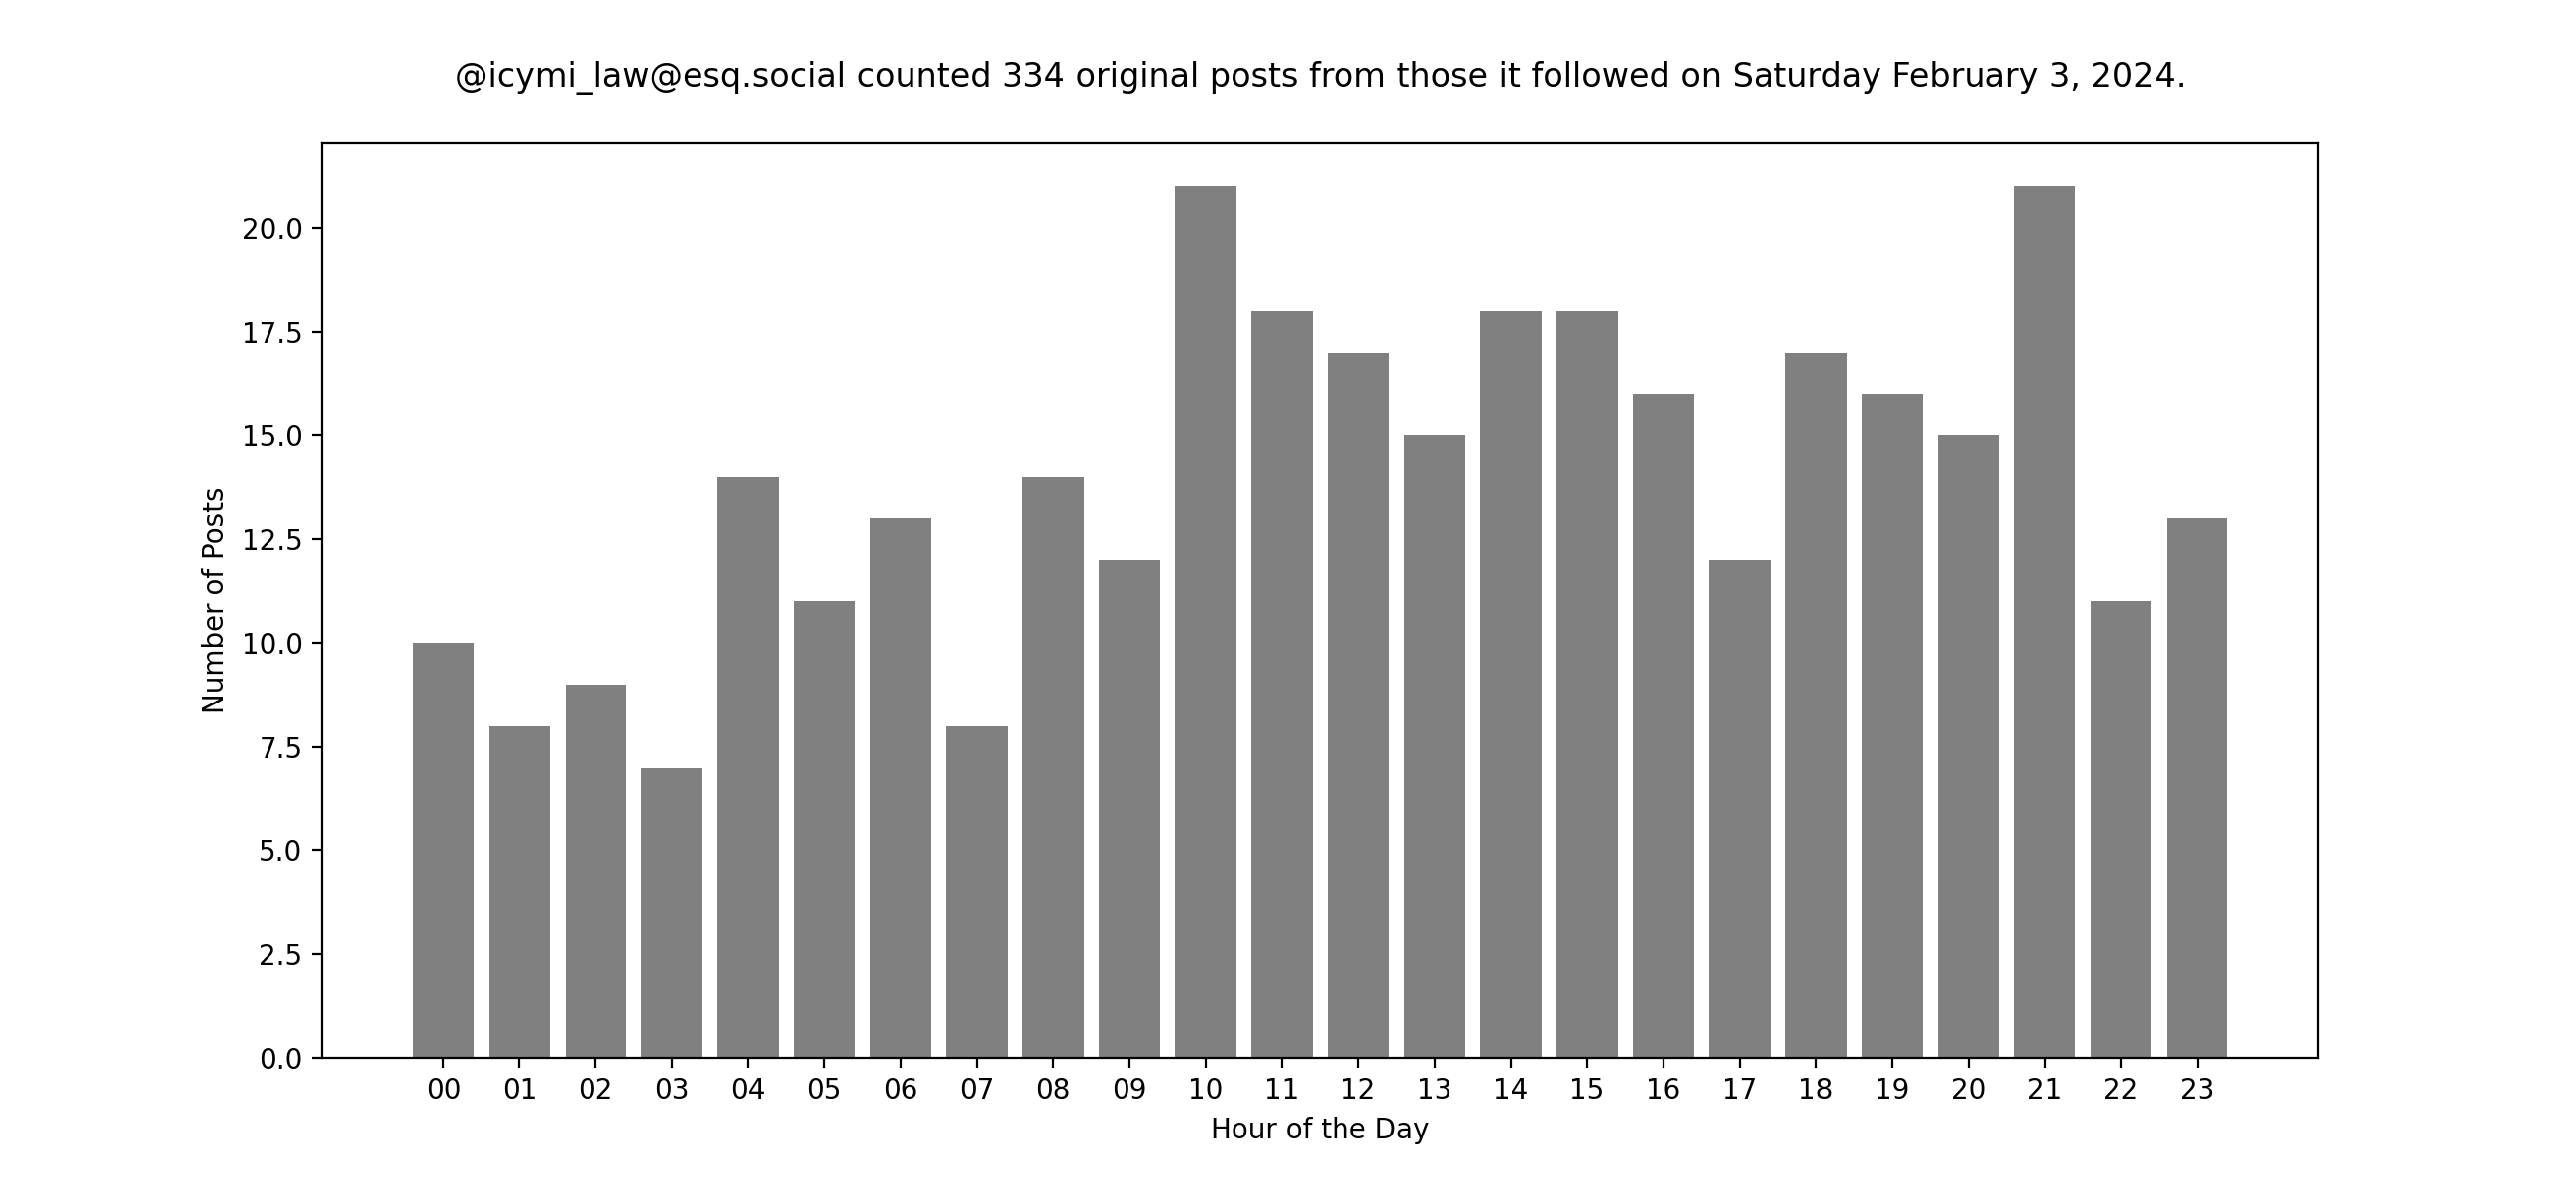 @icymi_law@esq.social counted 334 original posts from those it followed on Saturday February 3, 2024.
20.0
17.5
15.0
12.5
10.0
7.5
5.0
2.5
0.0
Number of Posts
00 01 02 03 04 05 06 07 08 09 10 11 12 13 14 15 16 17 18 19 20 21 22 23
Hour of the Day